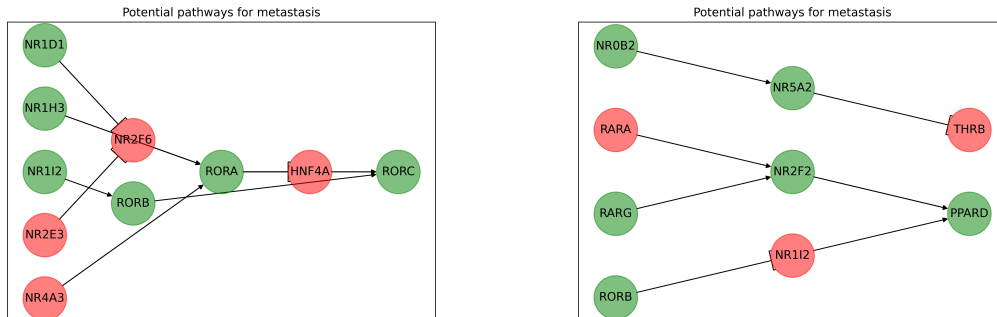 Potential pathways for metastasis
NR1D1
NR1H3
NR2F6
NR1I2
RORA
HNF4A
RORC
RORB
NR2E3
NR4A3
Potential pathways for metastasis
NR0B2
NR5A2
RARA
THRB
NR2F2
RARG
PPARD
NR1I2
RORB